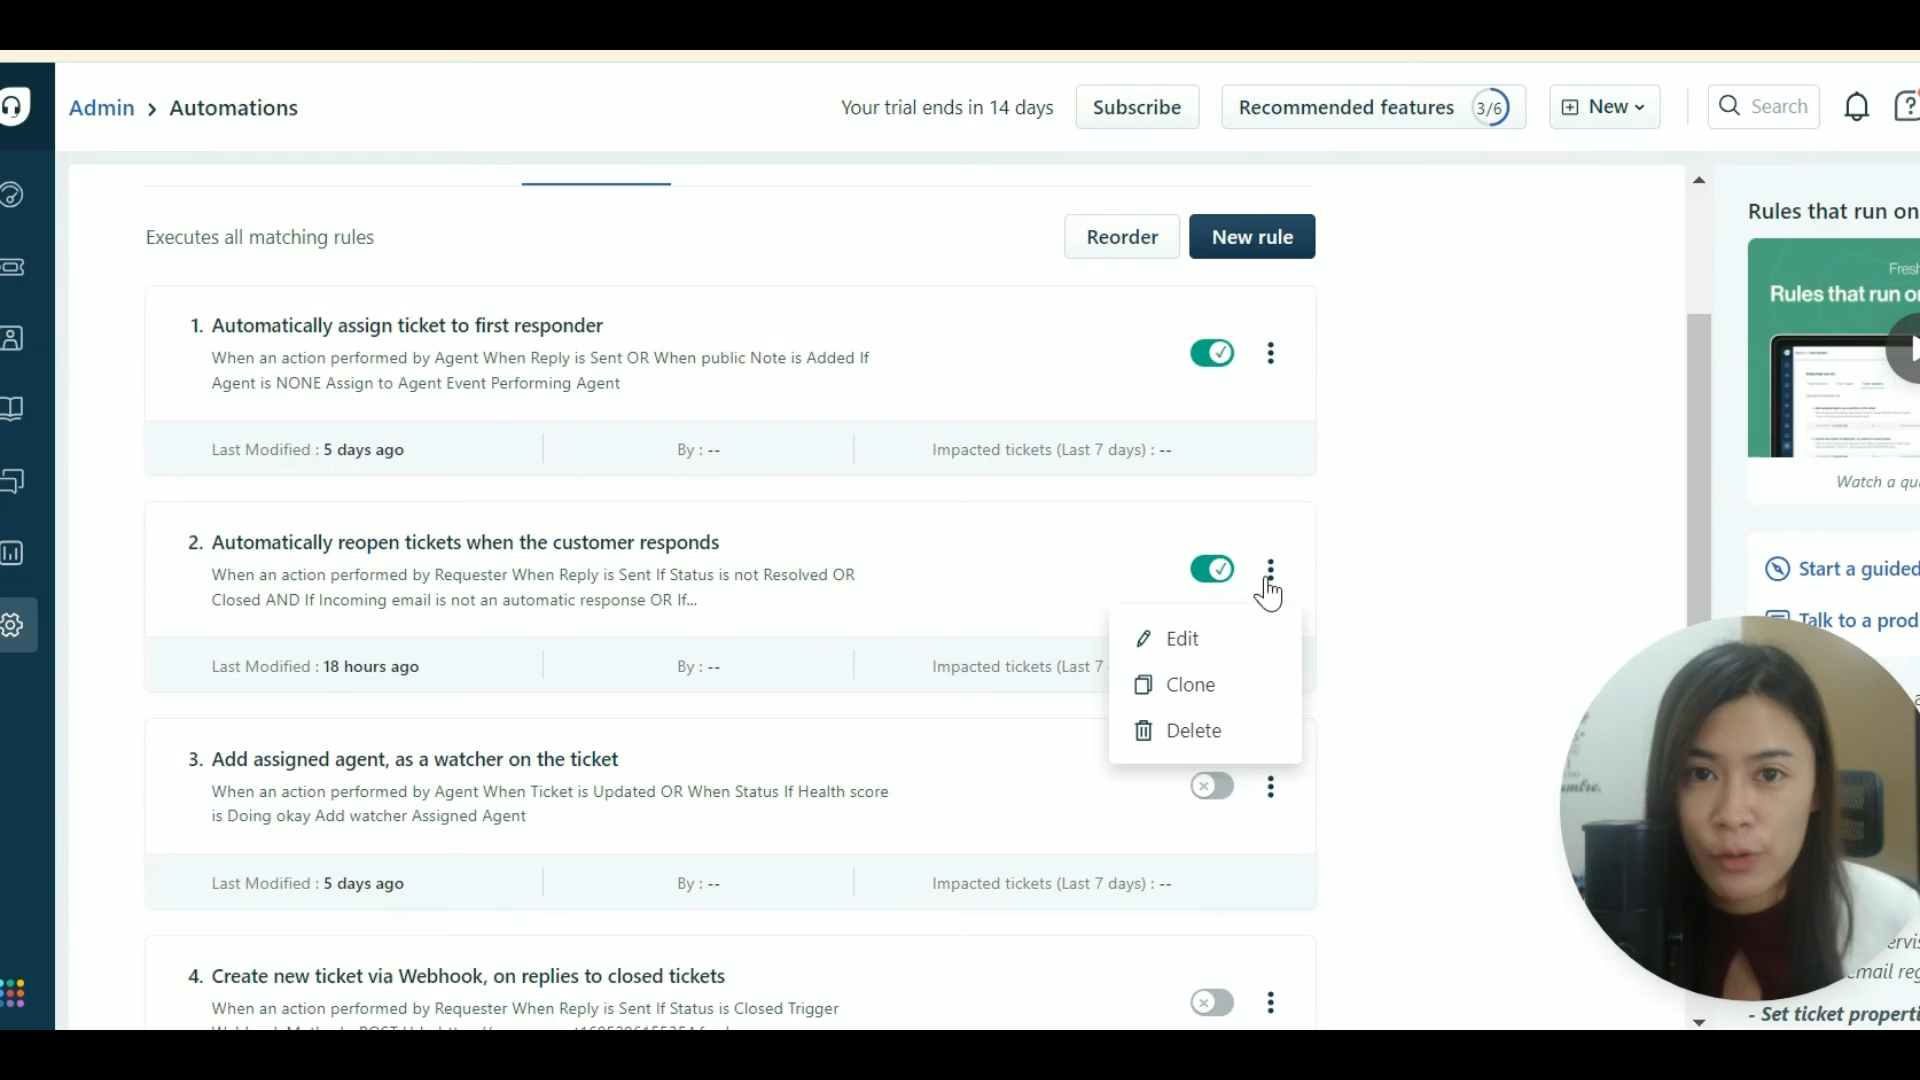 Admin > Automations
Your trial ends in 14 days
Subscribe
Recommended features 3/6
New
Search
Executes all matching rules
Reorder
New rule
1. Automatically assign ticket to first responder
When an action performed by Agent When Reply is Sent OR When public Note is Added If
Agent is NONE Assign to Agent Event Performing Agent
Last Modified : 5 days ago
By : --
Impacted tickets (Last 7 days) : --
2. Automatically reopen tickets when the customer responds
When an action performed by Requester When Reply is Sent If Status is not Resolved OR
Closed AND If Incoming email is not an automatic response OR If...
Last Modified : 18 hours ago
By : --
Impacted tickets (Last 7
Edit
Clone
Delete
3. Add assigned agent, as a watcher on the ticket
When an action performed by Agent When Ticket is Updated OR When Status If Health score
is Doing okay Add watcher Assigned Agent
Last Modified : 5 days ago
By : --
Impacted tickets (Last 7 days) : --
4. Create new ticket via Webhook, on replies to closed tickets
When an action performed by Requester When Reply is Sent If Status is Closed Trigger
Rules that run on
Fresh
Rules that run on
Watch a qu
Start a guided
Talk to a prod
email reg
- Set ticket properti